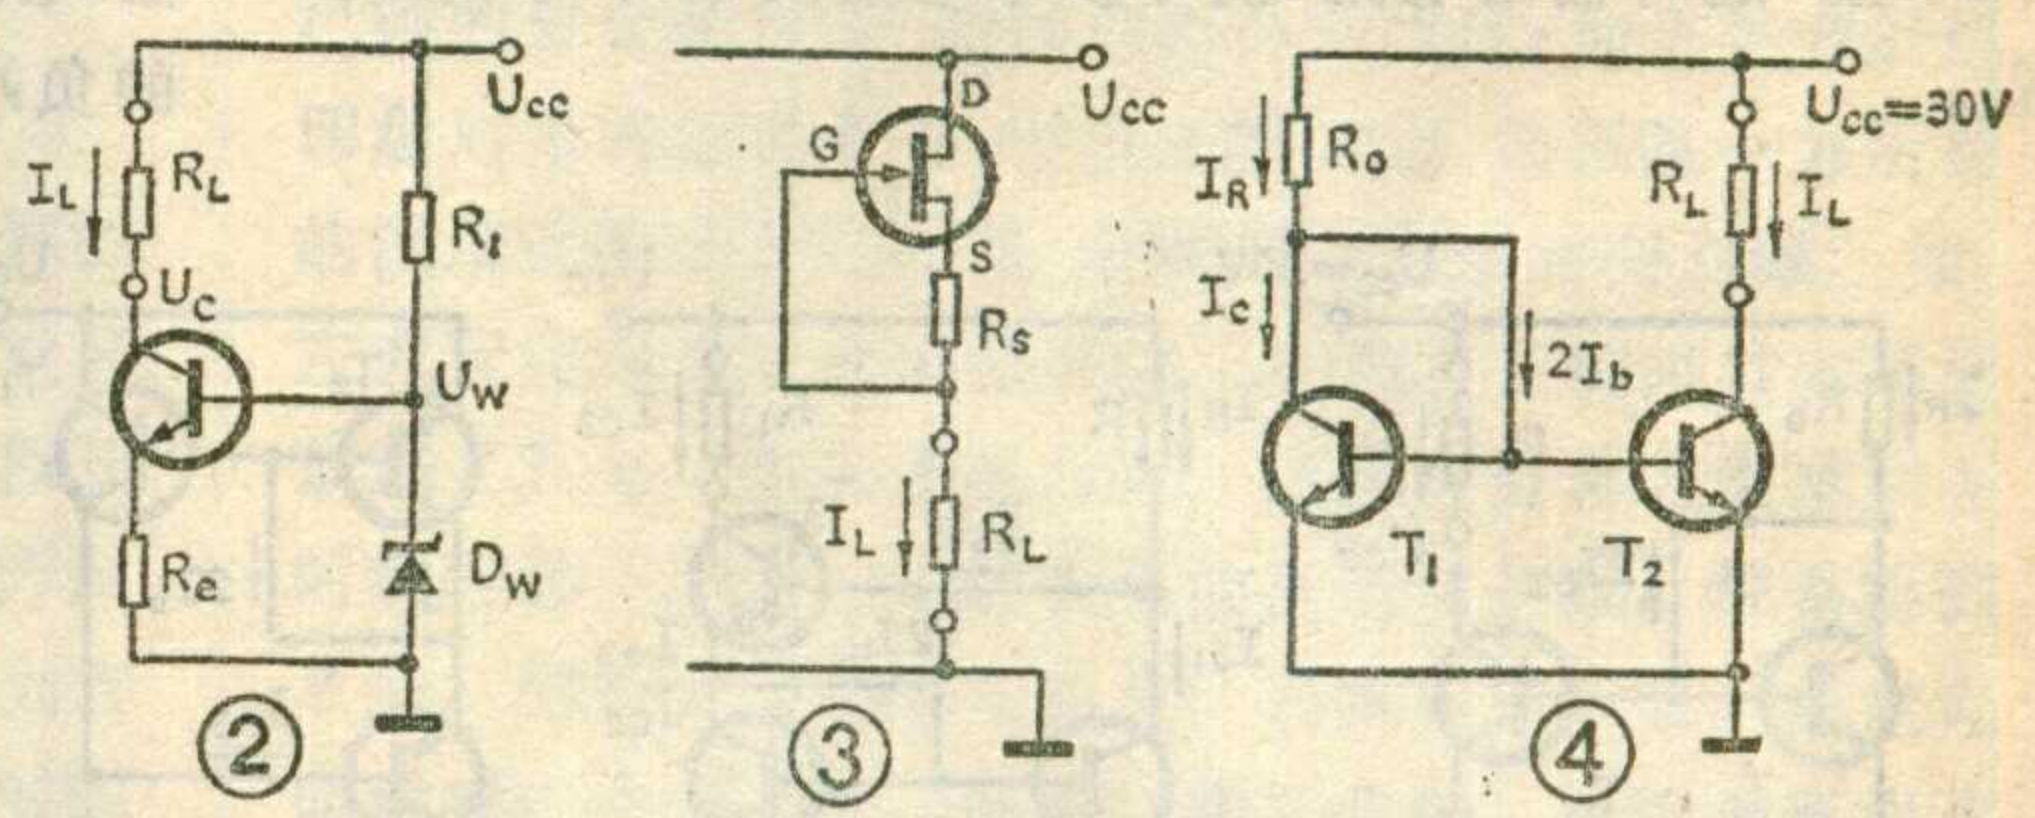 Ucc
IL
RL
R1
Uc
Uw
Re
Dw
②
D
Ucc
G
S
Rs
IL
RL
③
Ucc=30V
IR
Ro
RL
IL
Ic
2Ib
T1
T2
④